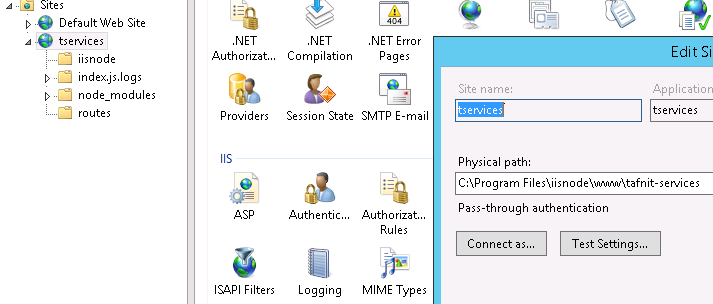 Sites
Default Web Site
tservices
iisnode
index.js.logs
node_modules
routes
.NET Authorizat...
.NET Compilation
404
.NET Error Pages
Providers
Session State
SMTP E-mail
IIS
ASP
Authentic...
Authorizat... Rules
ISAPI Filters
Logging
MIME Types
Edit Si
Site name:
Application
tservices
tservices
Physical path:
C:\Program Files\iisnode\www\tafnit-services
Pass-through authentication
Connect as...
Test Settings...